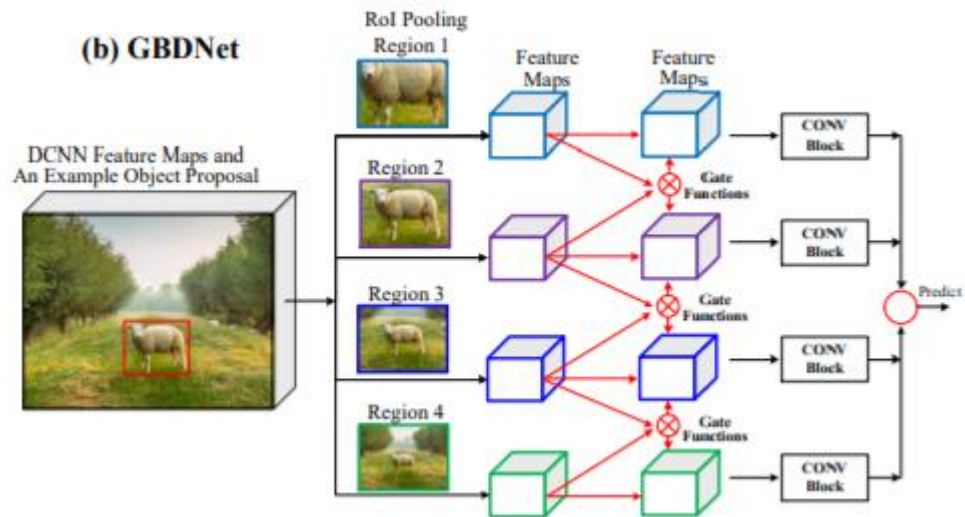 (b) GBDNet
DCNN Feature Maps and
An Example Object Proposal
RoI Pooling
Region 1
Region 2
Region 3
Region 4
Feature
Maps
Feature
Maps
Gate
Functions
Gate
Functions
Gate
Functions
CONV
Block
CONV
Block
CONV
Block
CONV
Block
Predict